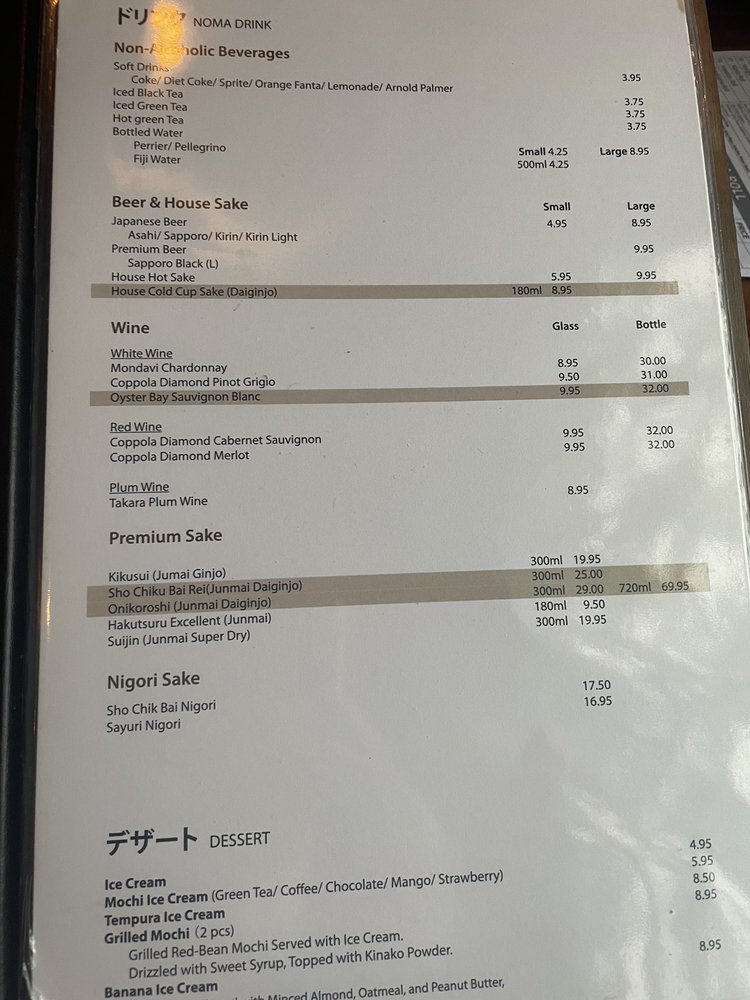 ドリンク NOMA DRINK
Non-Alcoholic Beverages
Soft Drinks
Coke/ Diet Coke/ Sprite/ Orange Fanta/ Lemonade/ Arnold Palmer 3.95
Iced Black Tea 3.75
Iced Green Tea 3.75
Hot green Tea 3.75
Bottled Water
Perrier/ Pellegrino Small 4.25 Large 8.95
Fiji Water 500ml 4.25
Beer & House Sake Small Large
Japanese Beer 4.95 8.95
Asahi/ Sapporo/ Kirin/ Kirin Light
Premium Beer 9.95
Sapporo Black (L)
House Hot Sake 5.95 9.95
House Cold Cup Sake (Daiginjo) 180ml 8.95
Wine Glass Bottle
White Wine
Mondavi Chardonnay 8.95 30.00
Coppola Diamond Pinot Grigio 9.50 31.00
Oyster Bay Sauvignon Blanc 9.95 32.00
Red Wine
Coppola Diamond Cabernet Sauvignon 9.95 32.00
Coppola Diamond Merlot 9.95 32.00
Plum Wine
Takara Plum Wine 8.95
Premium Sake
Kikusui (Jumai Ginjo) 300ml 19.95
Sho Chiku Bai Rei(Junmai Daiginjo) 300ml 25.00
Onikoroshi (Junmai Daiginjo) 300ml 29.00 720ml 69.95
Hakutsuru Excellent (Junmai) 180ml 9.50
Suijin (Junmai Super Dry) 300ml 19.95
Nigori Sake
Sho Chik Bai Nigori 17.50
Sayuri Nigori 16.95
デザート DESSERT
Ice Cream 4.95
Mochi Ice Cream (Green Tea/ Coffee/ Chocolate/ Mango/ Strawberry) 5.95
Tempura Ice Cream 8.50
Grilled Mochi (2 pcs) 8.95
Grilled Red-Bean Mochi Served with Ice Cream.
Drizzled with Sweet Syrup, Topped with Kinako Powder.
Banana Ice Cream 8.95
with Minced Almond, Oatmeal, and Peanut Butter,